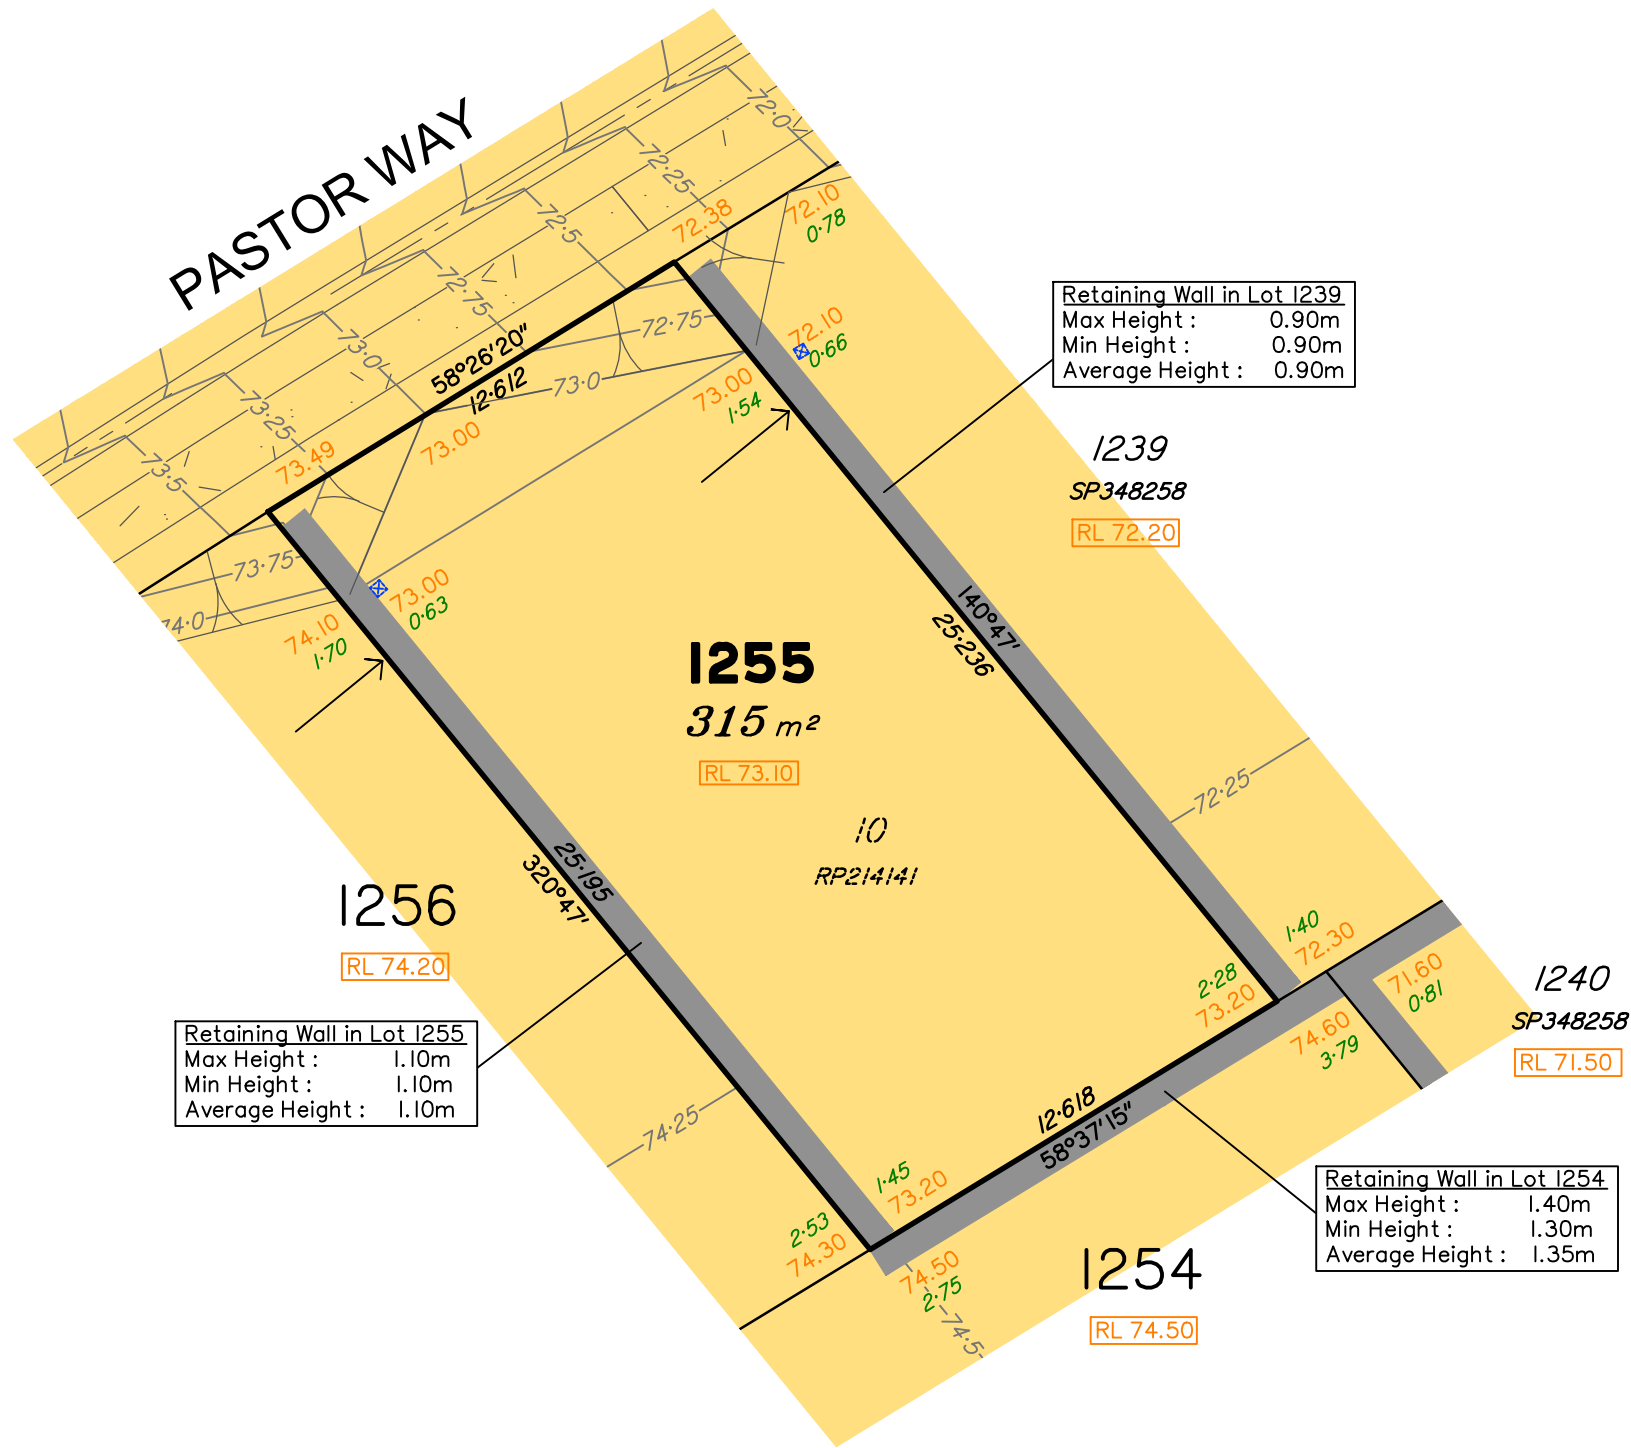 PASTOR WAY
72·0
72·25
72.38
72.10
0·78
72·5
72·75
73·0
73·25
73·5
58°26'20"
12·612
72·75
73·0
72.10
0·66
73.00
1·54
73.49
73.00
Retaining Wall in Lot 1239
Max Height : 0.90m
Min Height : 0.90m
Average Height : 0.90m
1239
SP348258
RL 72.20
73·75
74·0
73.00
0·63
74.10
1·70
140°47'
25·236
1255
315 m²
RL 73.10
10
RP214141
72·25
25·195
320°47'
1256
RL 74.20
1·40
72.30
2·28
73.20
71.60
0·81
1240
SP348258
RL 71.50
Retaining Wall in Lot 1255
Max Height : 1.10m
Min Height : 1.10m
Average Height : 1.10m
74.60
3·79
12·618
58°37'15"
74·25
1·45
73.20
2·53
74.30
74.50
2·75
74·5
1254
RL 74.50
Retaining Wall in Lot 1254
Max Height : 1.40m
Min Height : 1.30m
Average Height : 1.35m